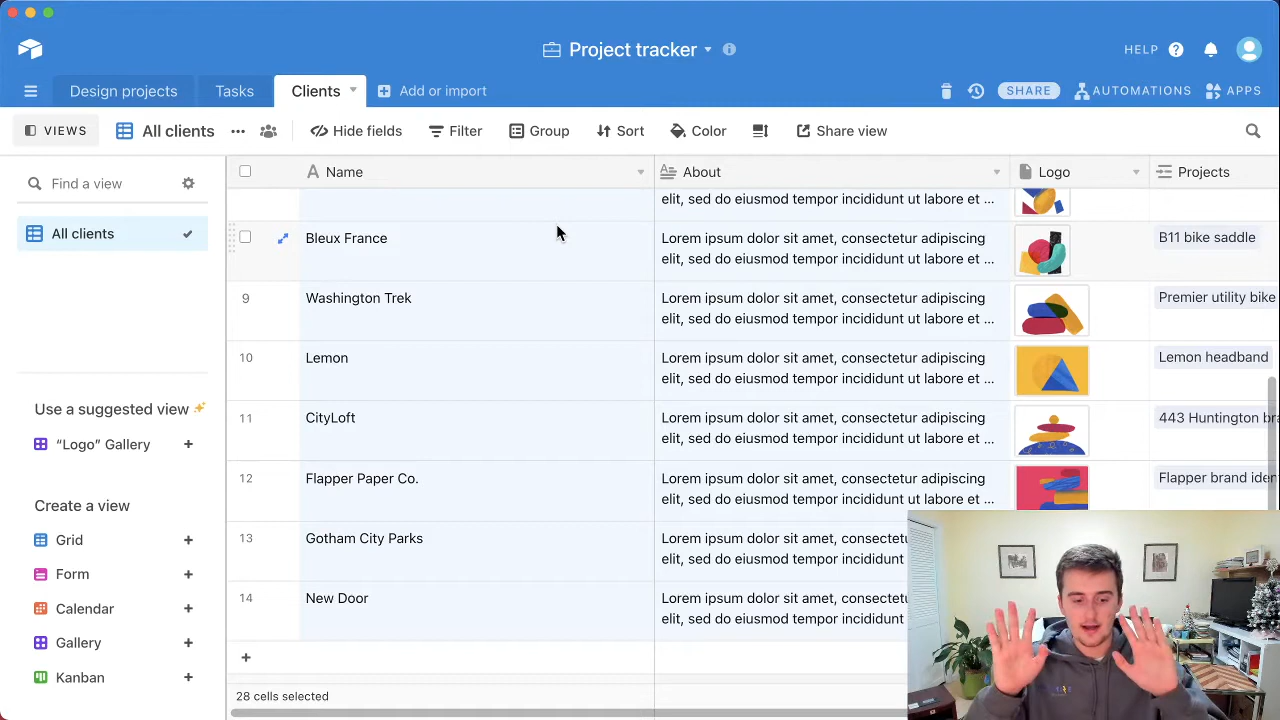 Project tracker
HELP
Design projects
Tasks
Clients
Add or import
SHARE
AUTOMATIONS
APPS
VIEWS
All clients
Hide fields
Filter
Group
Sort
Color
Share view
Find a view
All clients
Use a suggested view
“Logo” Gallery
Create a view
Grid
Form
Calendar
Gallery
Kanban
Name
About
Logo
Projects
elit, sed do eiusmod tempor incididunt ut labore et ...
Bleux France
Lorem ipsum dolor sit amet, consectetur adipiscing
elit, sed do eiusmod tempor incididunt ut labore et ...
B11 bike saddle
9
Washington Trek
Lorem ipsum dolor sit amet, consectetur adipiscing
elit, sed do eiusmod tempor incididunt ut labore et ...
Premier utility bike
10
Lemon
Lorem ipsum dolor sit amet, consectetur adipiscing
elit, sed do eiusmod tempor incididunt ut labore et ...
Lemon headband
11
CityLoft
Lorem ipsum dolor sit amet, consectetur adipiscing
elit, sed do eiusmod tempor incididunt ut labore et ...
443 Huntington br
12
Flapper Paper Co.
Lorem ipsum dolor sit amet, consectetur adipiscing
elit, sed do eiusmod tempor incididunt ut labore et ...
Flapper brand iden
13
Gotham City Parks
Lorem ipsum dolor sit amet, consectetu
elit, sed do eiusmod tempor incididunt
14
New Door
Lorem ipsum dolor sit amet, consectetu
elit, sed do eiusmod tempor incididunt
28 cells selected